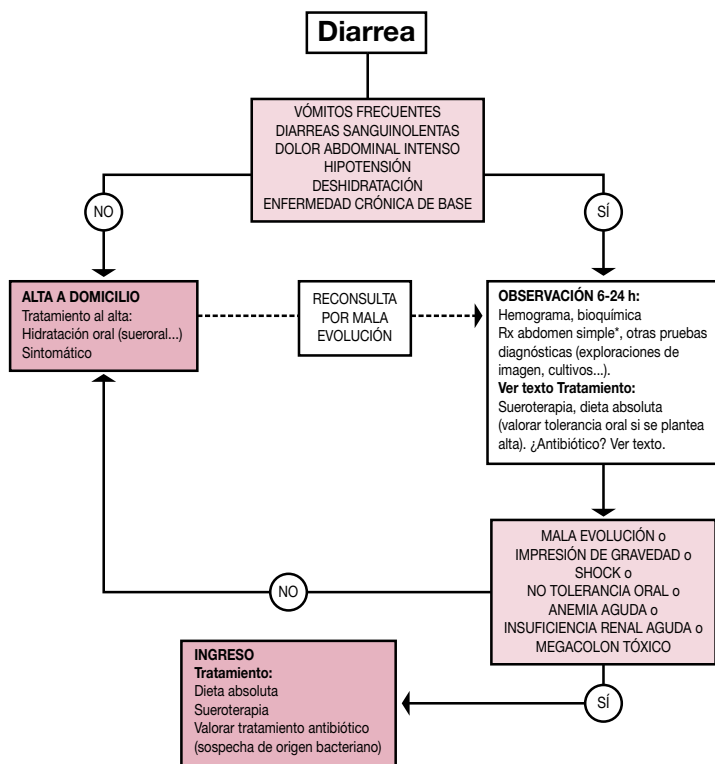 Diarrea
VÓMITOS FRECUENTES
DIARREAS SANGUINOLENTAS
DOLOR ABDOMINAL INTENSO
HIPOTENSIÓN
DESHIDRATACIÓN
ENFERMEDAD CRÓNICA DE BASE
NO
SÍ
ALTA A DOMICILIO
Tratamiento al alta:
Hidratación oral (sueroral...)
Sintomático
RECONSULTA
POR MALA
EVOLUCIÓN
OBSERVACIÓN 6-24 h:
Hemograma, bioquímica
Rx abdomen simple*, otras pruebas
diagnósticas (exploraciones de
imagen, cultivos...).
Ver texto Tratamiento:
Sueroterapia, dieta absoluta
(valorar tolerancia oral si se plantea
alta). ¿Antibiótico? Ver texto.
MALA EVOLUCIÓN o
IMPRESIÓN DE GRAVEDAD o
SHOCK o
NO TOLERANCIA ORAL o
ANEMIA AGUDA o
INSUFICIENCIA RENAL AGUDA o
MEGACOLON TÓXICO
NO
SÍ
INGRESO
Tratamiento:
Dieta absoluta
Sueroterapia
Valorar tratamiento antibiótico
(sospecha de origen bacteriano)